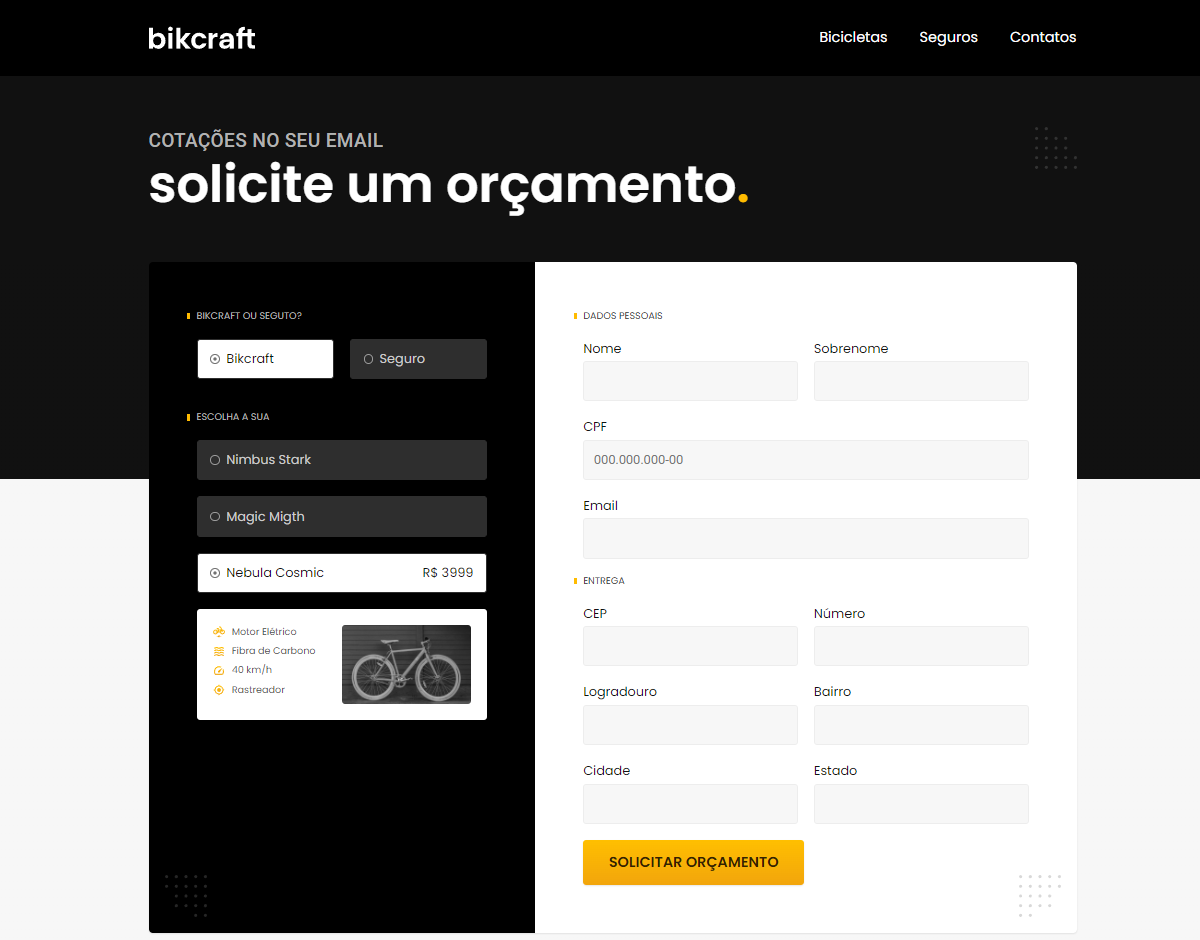 bikcraft
Bicicletas Seguros Contatos
COTAÇÕES NO SEU EMAIL
solicite um orçamento.
BIKCRAFT OU SEGUTO?
Bikcraft Seguro
ESCOLHA A SUA
Nimbus Stark
Magic Migth
Nebula Cosmic R$ 3999
Motor Elétrico
Fibra de Carbono
40 km/h
Rastreador
DADOS PESSOAIS
Nome Sobrenome
CPF
000.000.000-00
Email
ENTREGA
CEP Número
Logradouro Bairro
Cidade Estado
SOLICITAR ORÇAMENTO